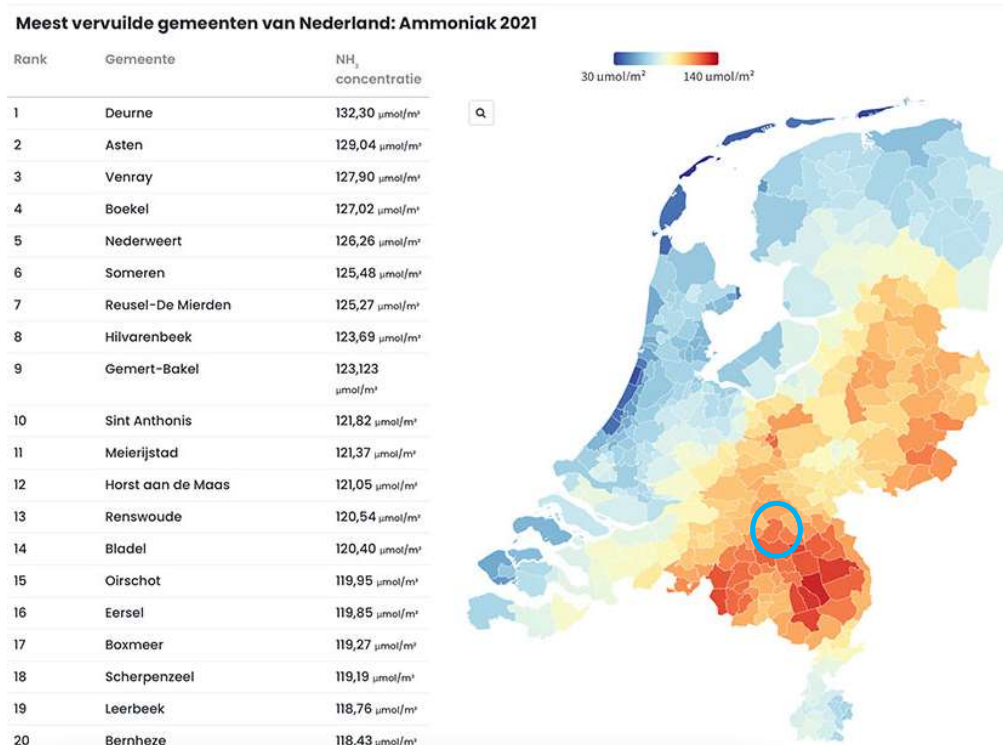 Meest vervuilde gemeenten van Nederland: Ammoniak 2021
Rank Gemeente NH₃
concentratie
1 Deurne 132,30 μmol/m²
2 Asten 129,04 μmol/m²
3 Venray 127,90 μmol/m²
4 Boekel 127,02 μmol/m²
5 Nederweert 126,26 μmol/m²
6 Someren 125,48 μmol/m²
7 Reusel-De Mierden 125,27 μmol/m²
8 Hilvarenbeek 123,69 μmol/m²
9 Gemert-Bakel 123,123
μmol/m²
10 Sint Anthonis 121,82 μmol/m²
11 Meierijstad 121,37 μmol/m²
12 Horst aan de Maas 121,05 μmol/m²
13 Renswoude 120,54 μmol/m²
14 Bladel 120,40 μmol/m²
15 Oirschot 119,95 μmol/m²
16 Eersel 119,85 μmol/m²
17 Boxmeer 119,27 μmol/m²
18 Scherpenzeel 119,19 μmol/m²
19 Leerbeek 118,76 μmol/m²
20 Bernheze 118,43 μmol/m²
30 umol/m² 140 μmol/m²